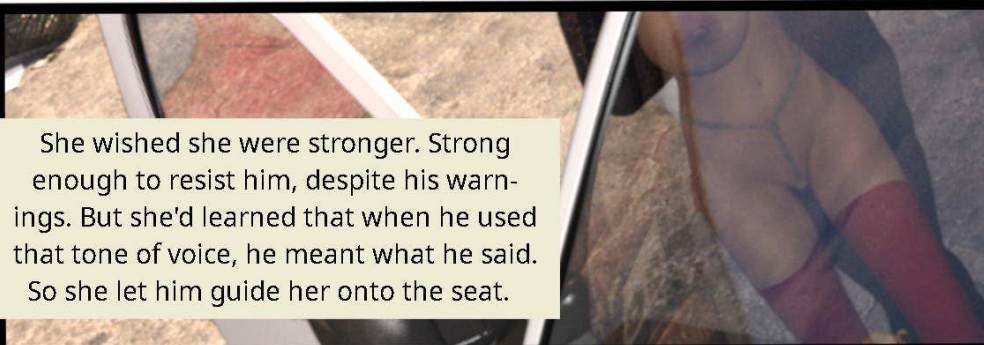 She wished she were stronger. Strong
enough to resist him, despite his warn-
ings. But she'd learned that when he used
that tone of voice, he meant what he said.
So she let him guide her onto the seat.